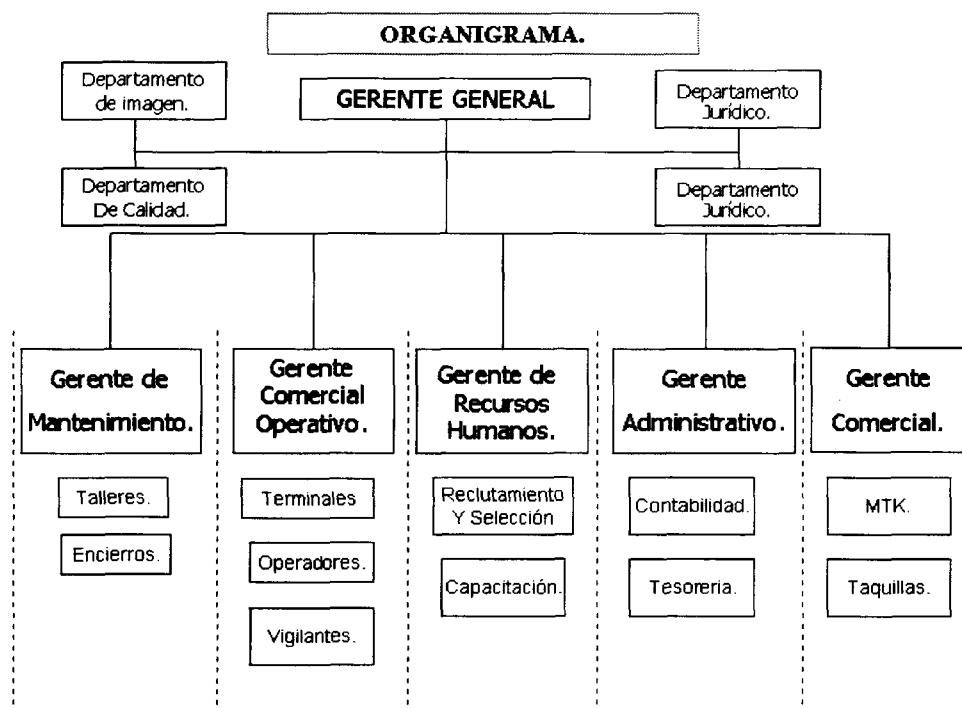 ORGANIGRAMA.
Departamento
de imagen.
GERENTE GENERAL
Departamento
Jurídico.
Departamento
De Calidad.
Departamento
Jurídico.
Gerente de
Mantenimiento.
Gerente
Comercial
Operativo.
Gerente de
Recursos
Humanos.
Gerente
Administrativo.
Gerente
Comercial.
Talleres.
Encierros.
Terminales
Operadores.
Vigilantes.
Reclutamiento
Y Selección
Capacitación.
Contabilidad.
Tesoreria.
MTK.
Taquillas.